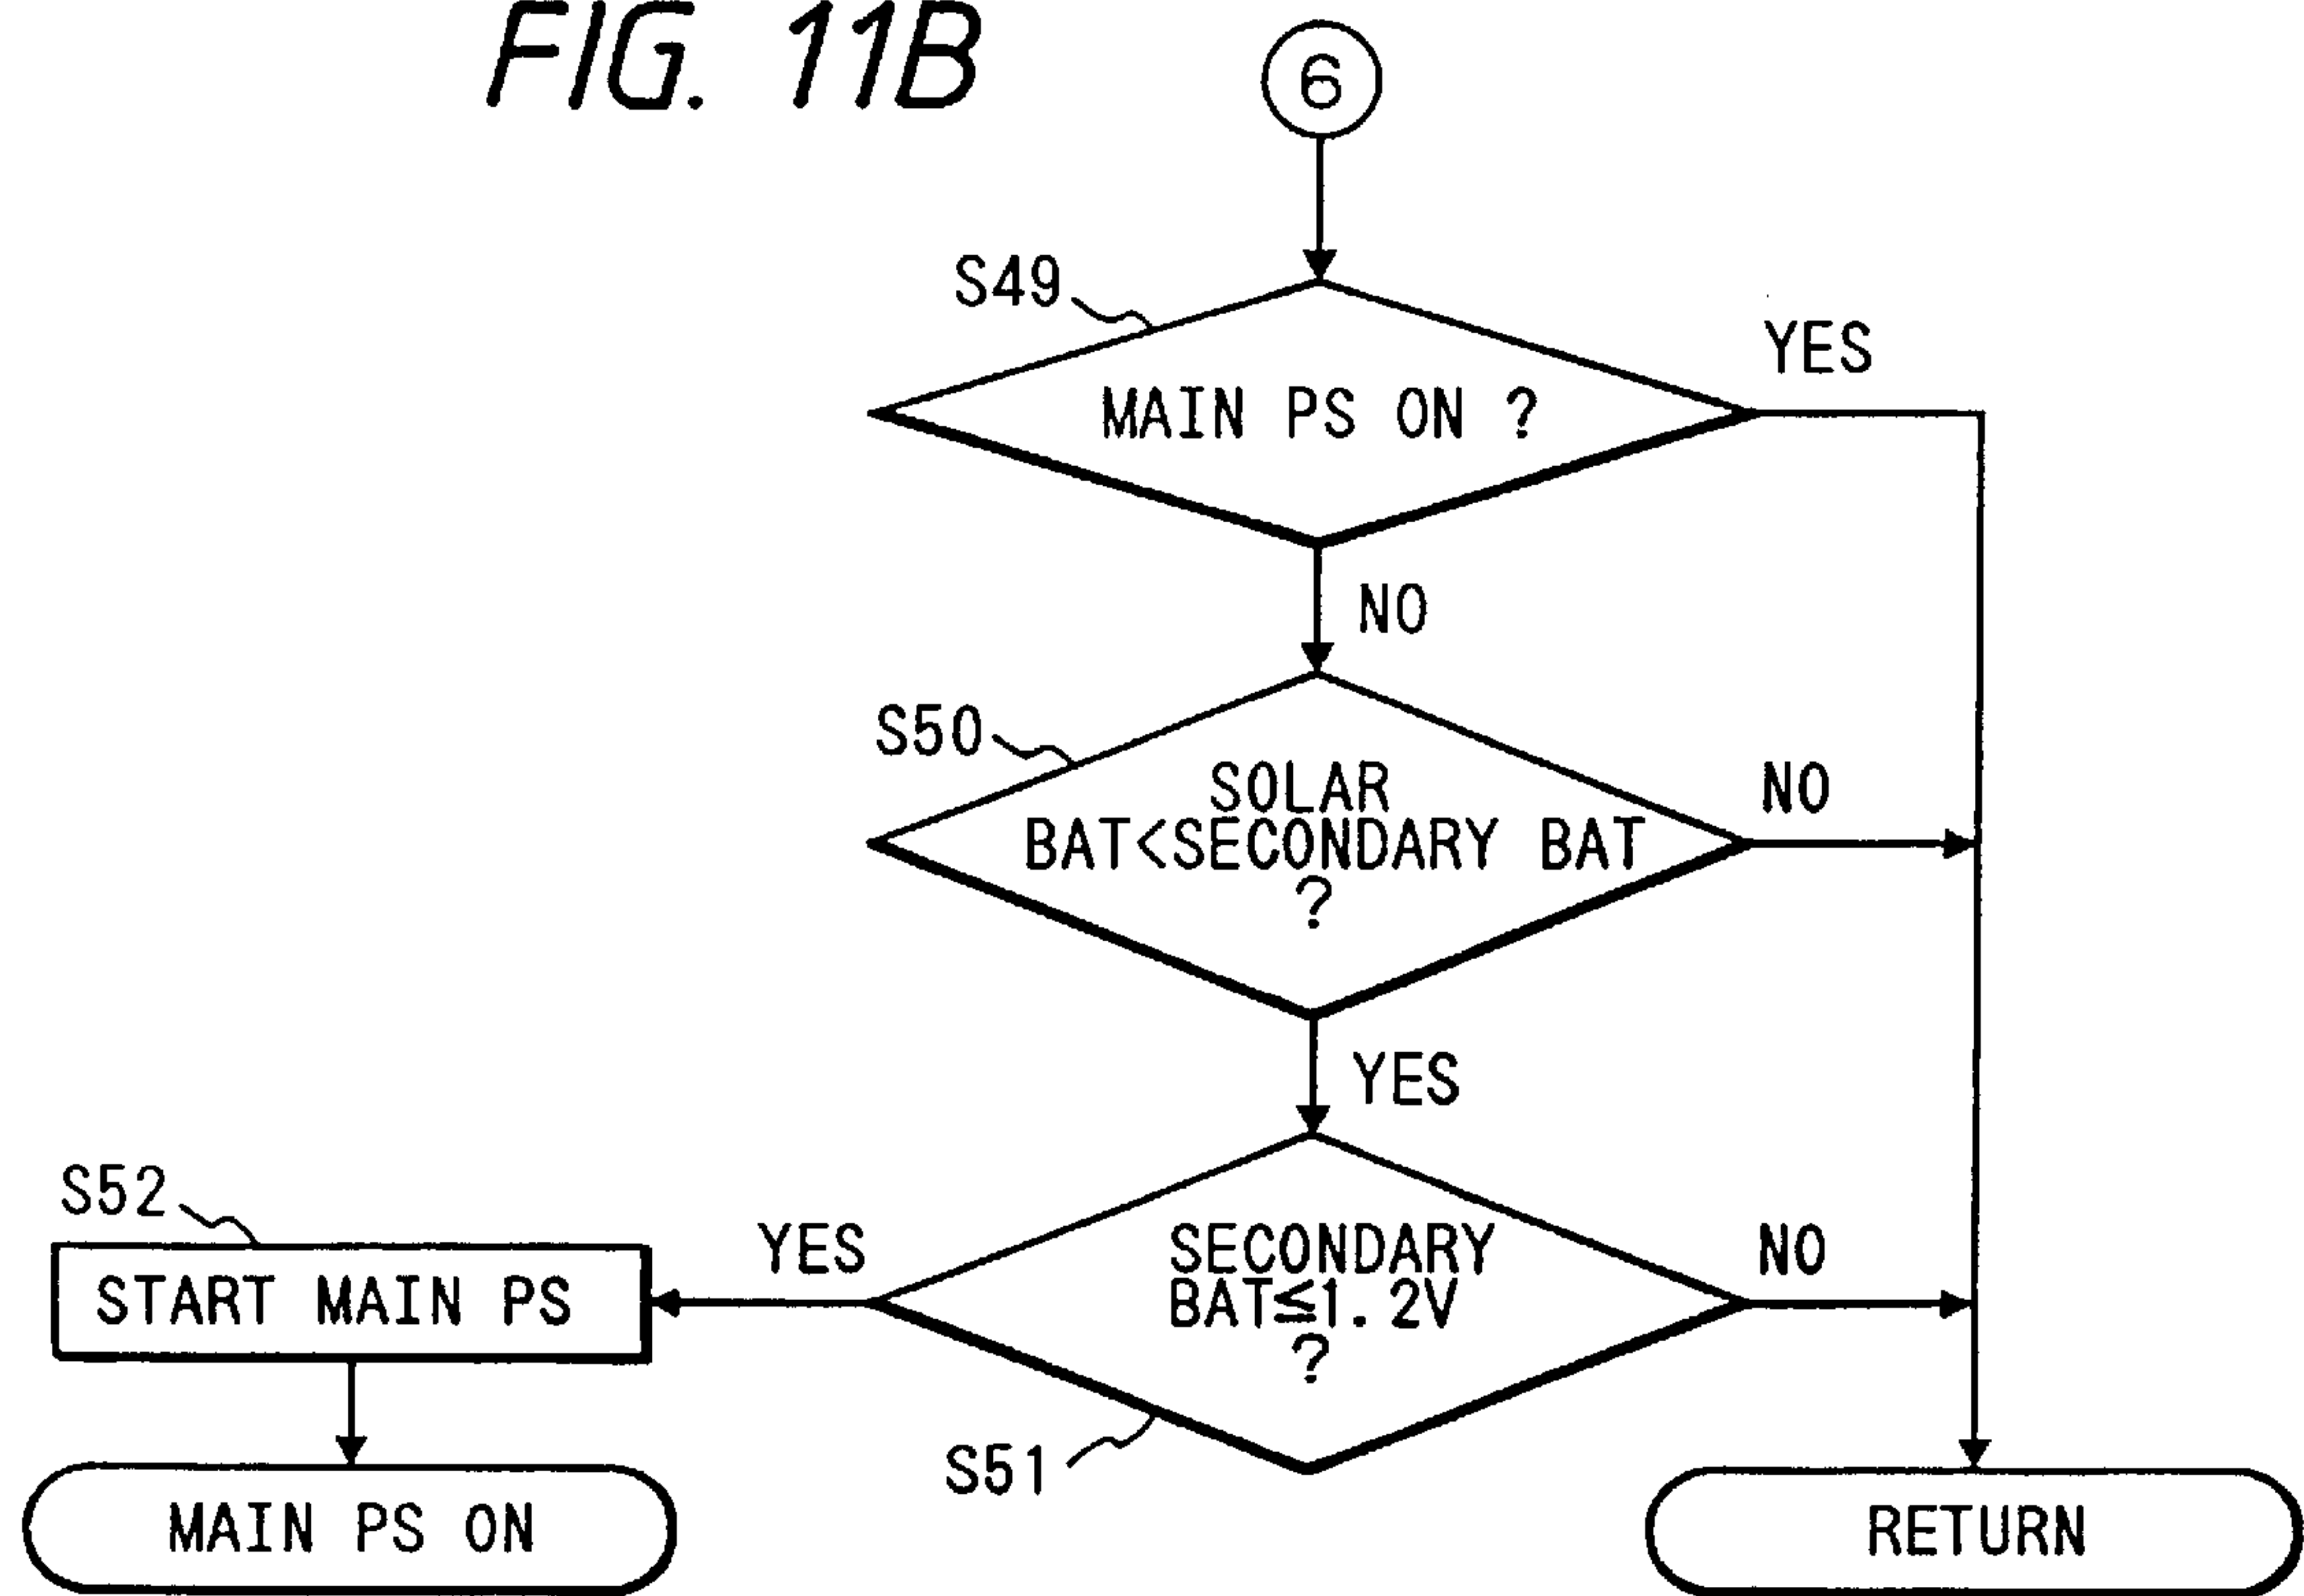 FIG. 11B
6
S49
YES
MAIN PS ON ?
NO
S50
SOLAR
BAT<SECONDARY BAT
?
NO
YES
S52
YES
SECONDARY
BAT≦1.2V
?
NO
START MAIN PS
S51
MAIN PS ON
RETURN